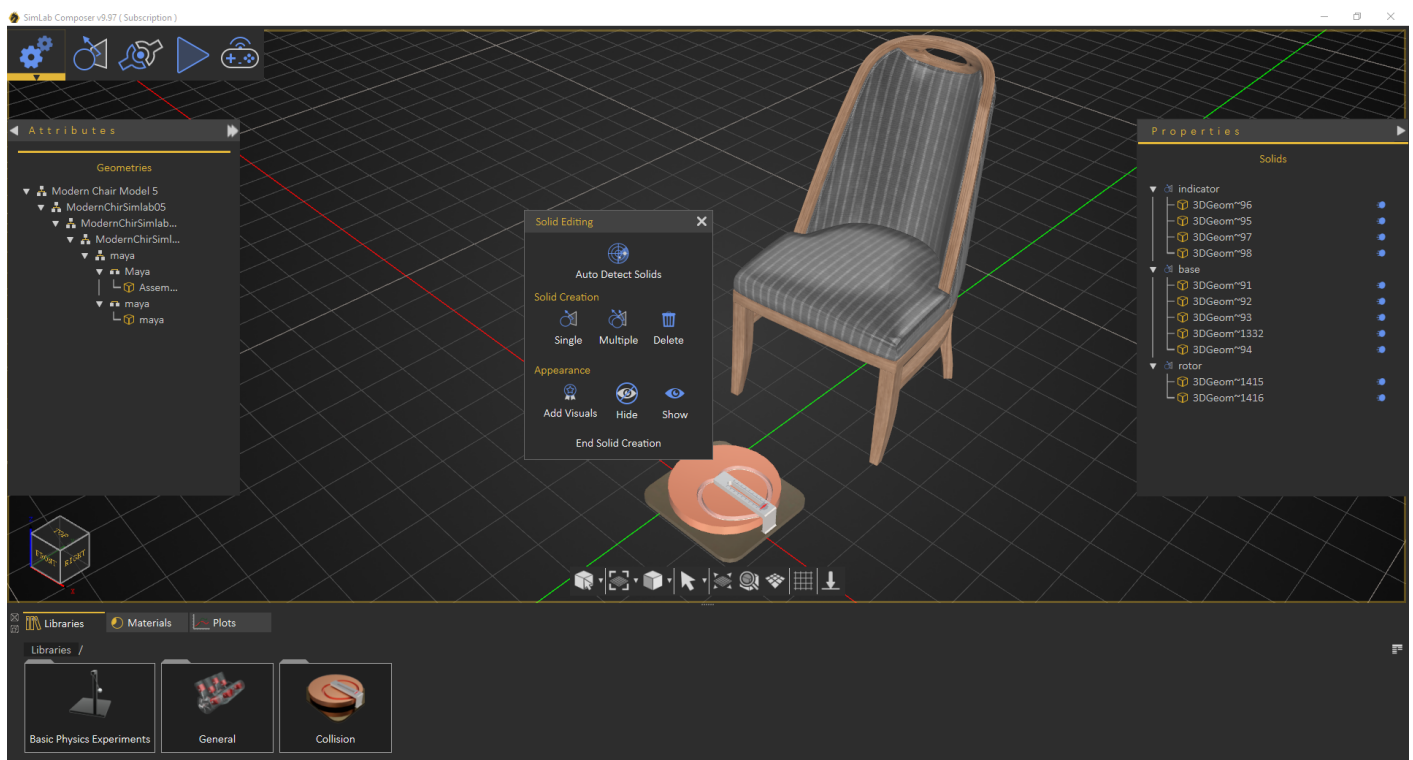 SimLab Composer v9.97 ( Subscription )
Attributes
Geometries
Modern Chair Model 5
ModernChirSimlab05
ModernChirSimlab...
ModernChirSiml...
maya
Maya
Assem...
maya
maya
Solid Editing
Auto Detect Solids
Solid Creation
Single Multiple Delete
Appearance
Add Visuals Hide Show
End Solid Creation
Properties
Solids
indicator
3DGeom~96
3DGeom~95
3DGeom~97
3DGeom~98
base
3DGeom~91
3DGeom~92
3DGeom~93
3DGeom~1332
3DGeom~94
rotor
3DGeom~1415
3DGeom~1416
TOP
FRONT RIGHT
x
Libraries Materials Plots
Libraries /
Basic Physics Experiments General Collision